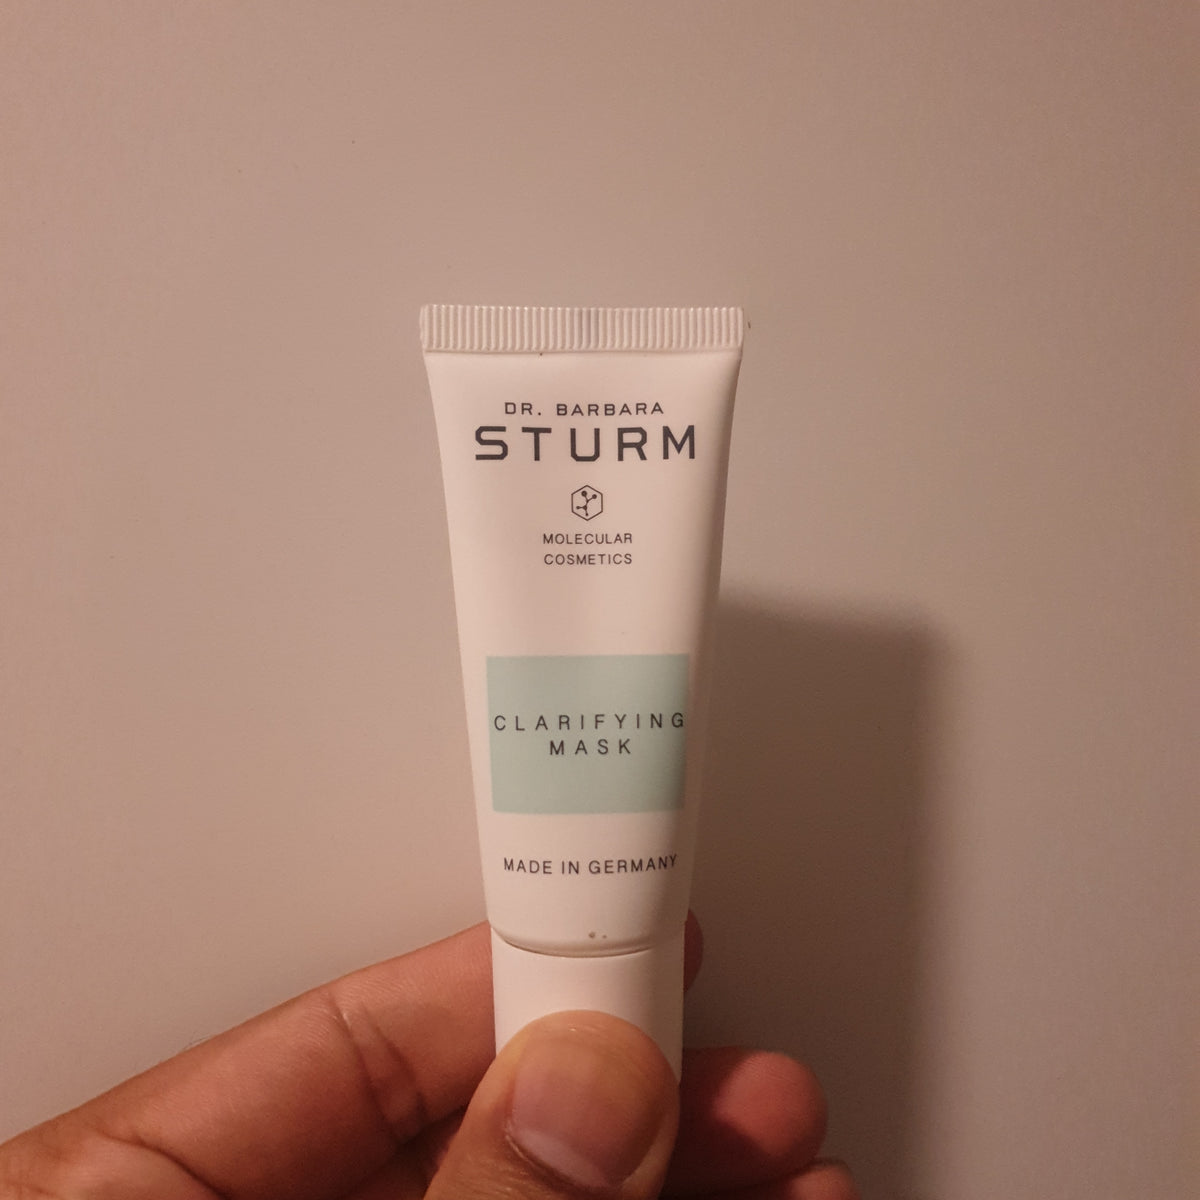 DR. BARBARA
STURM
MOLECULAR
COSMETICS
CLARIFYING
MASK
MADE IN GERMANY